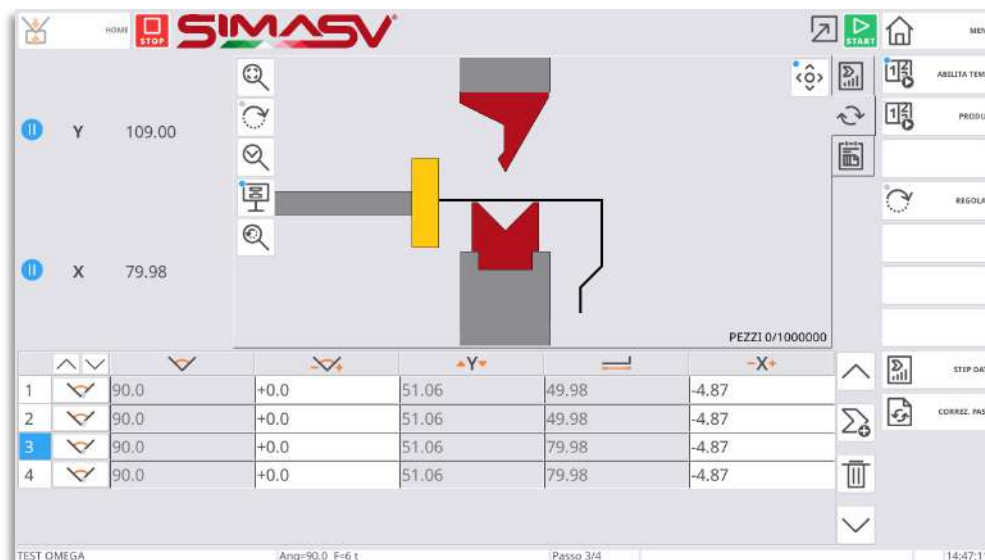 HOME STOP SIMASV START MEN
ABILITA TEM
Y 109.00
PRODU
REGOLA
X 79.98
PEZZI 0/1000000
Y X
1 90.0 +0.0 51.06 49.98 -4.87
2 90.0 +0.0 51.06 49.98 -4.87
3 90.0 +0.0 51.06 79.98 -4.87
4 90.0 +0.0 51.06 79.98 -4.87
STEP DA
CORREZ. PAS
TEST OMEGA Ang=90.0 F=6 t Passo 3/4 14:47:1